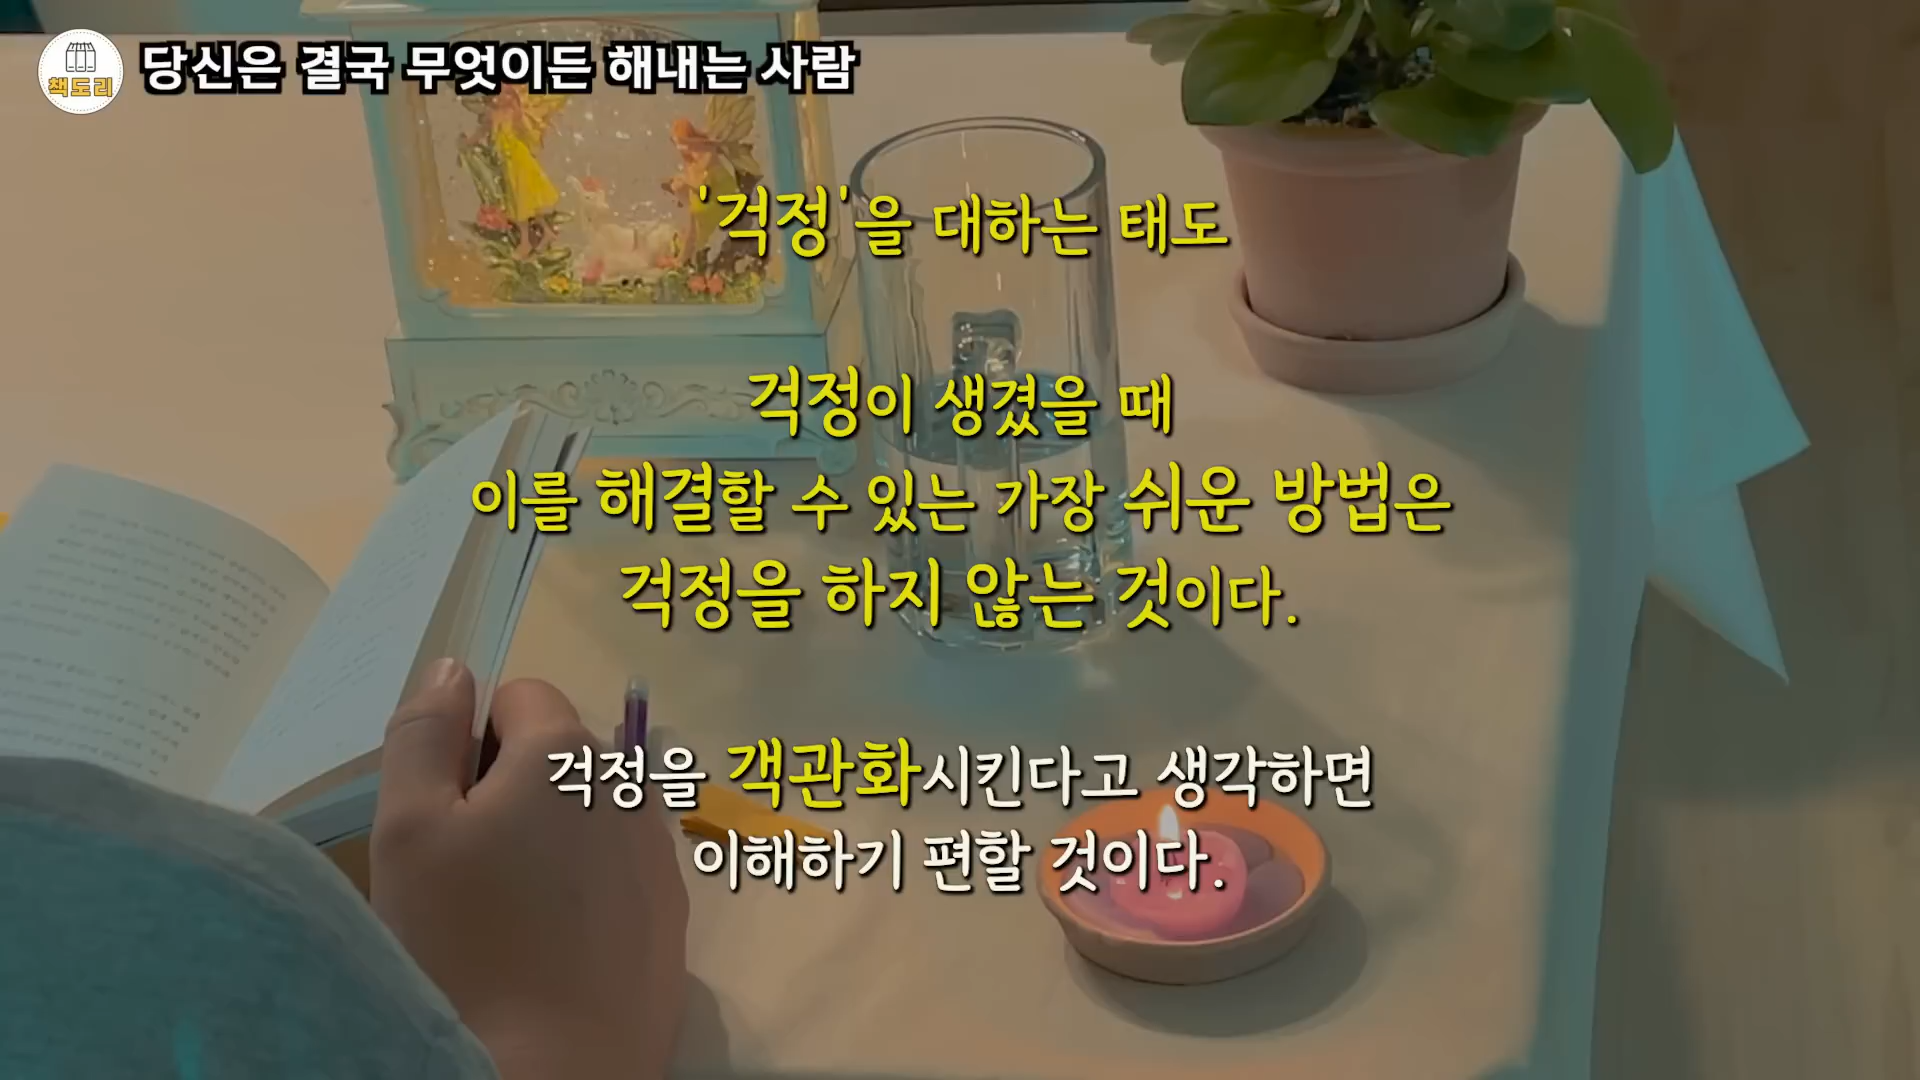 책도리
당신은 결국 무엇이든 해내는 사람
'걱정'을 대하는 태도
걱정이 생겼을 때
이를 해결할 수 있는 가장 쉬운 방법은
걱정을 하지 않는 것이다.
걱정을 객관화시킨다고 생각하면
이해하기 편할 것이다.